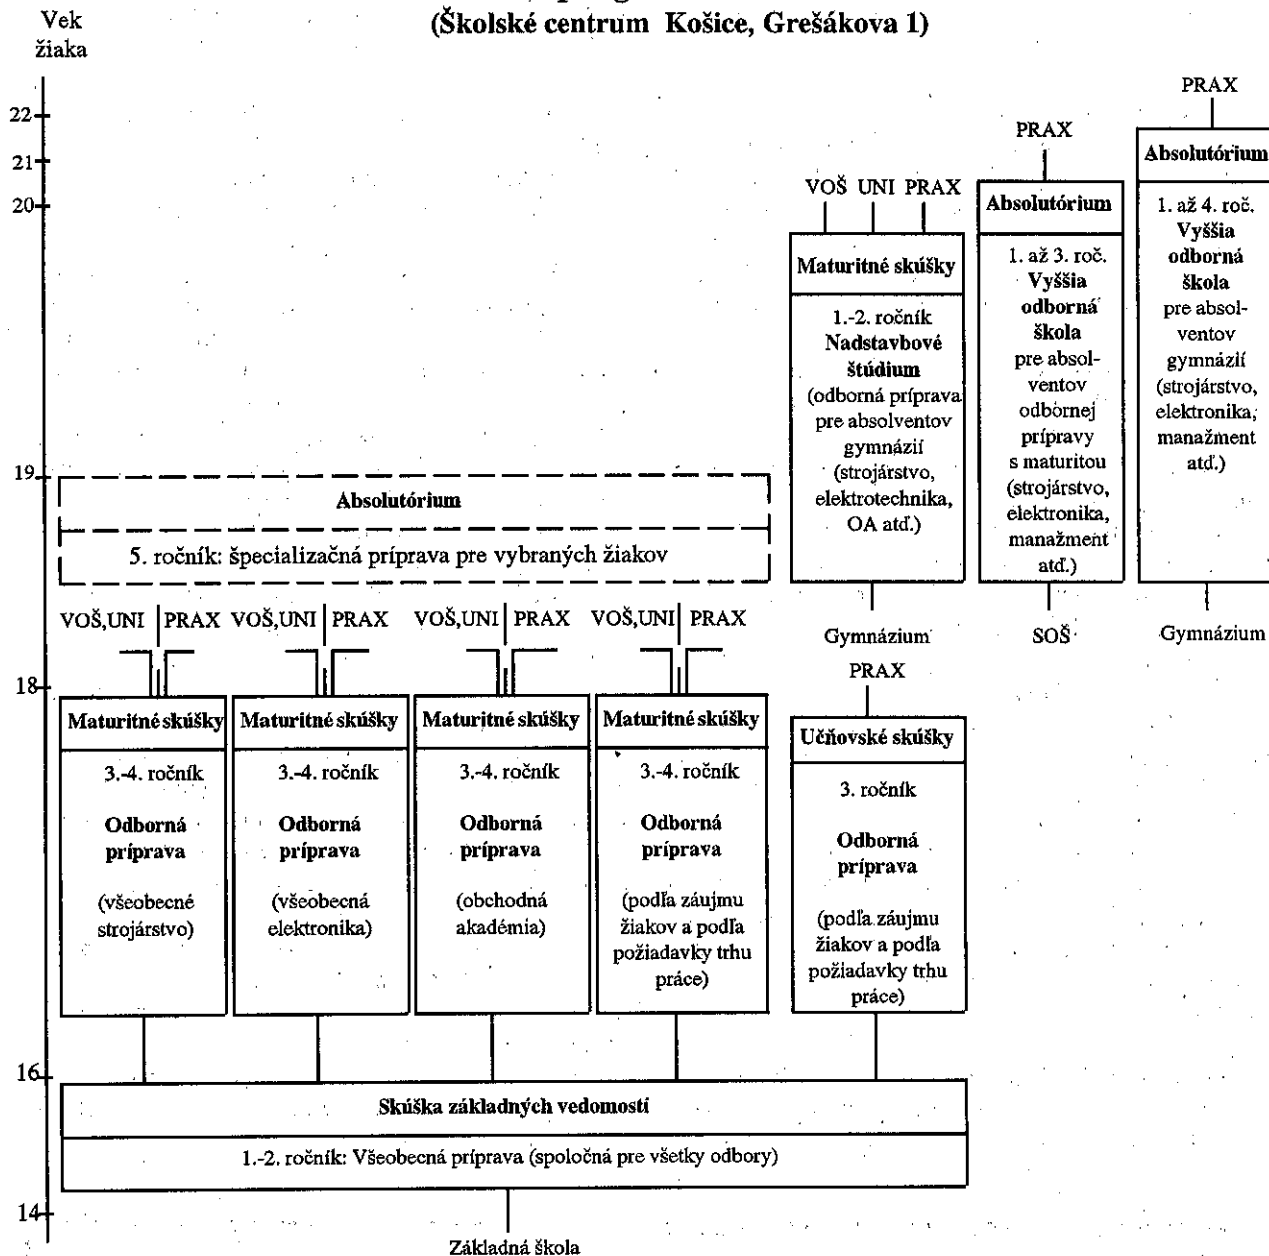 (Školské centrum Košice, Grešákova 1)
Vek
žiaka
22
21
20
19
18
16
14
PRAX
Absolutórium
1. až 4. roč.
Vyššia
odborná
škola
pre absol-
ventov
gymnázií
(strojárstvo,
elektronika,
manažment
atď.)
Gymnázium
PRAX
Absolutórium
1. až 3. roč.
Vyššia
odborná
škola
pre absol-
ventov
odbornej
prípravy
s maturitou
(strojárstvo,
elektronika,
manažment
atď.)
SOŠ
VOŠ UNI PRAX
Maturitné skúšky
1.-2. ročník
Nadstavbové
štúdium
(odborná príprava
pre absolventov
gymnázií
(strojárstvo,
elektrotechnika,
OA atď.)
Gymnázium
Absolutórium
5. ročník: špecializačná príprava pre vybraných žiakov
VOŠ,UNI PRAX
Maturitné skúšky
3.-4. ročník
Odborná
príprava
(všeobecné
strojárstvo)
VOŠ,UNI PRAX
Maturitné skúšky
3.-4. ročník
Odborná
príprava
(všeobecná
elektronika)
VOŠ,UNI PRAX
Maturitné skúšky
3.-4. ročník
Odborná
príprava
(obchodná
akadémia)
VOŠ,UNI PRAX
Maturitné skúšky
3.-4. ročník
Odborná
príprava
(podľa záujmu
žiakov a podľa
požiadavky trhu
práce)
PRAX
Učňovské skúšky
3. ročník
Odborná
príprava
(podľa záujmu
žiakov a podľa
požiadavky trhu
práce)
Skúška základných vedomostí
1.-2. ročník: Všeobecná príprava (spoločná pre všetky odbory)
Základná škola